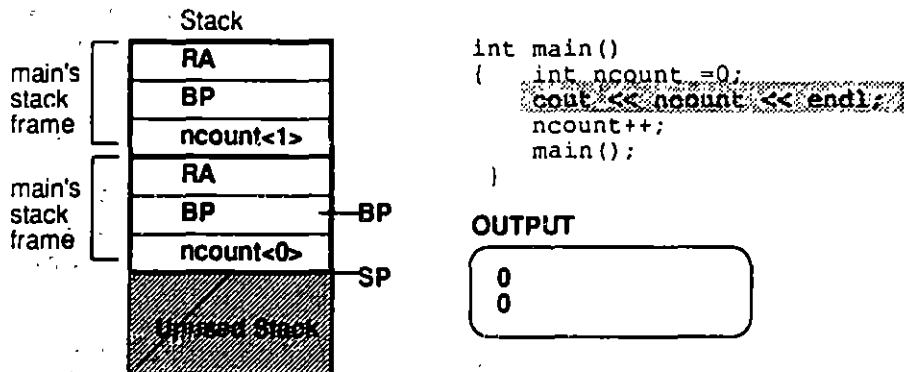 Stack
main's
stack
frame
RA
BP
ncount<1>
main's
stack
frame
RA
BP
ncount<0>
BP
SP
Unused Stack
int main()
{ int ncount =0;
cout << ncount << endl;
ncount++;
main();
}
OUTPUT
0
0